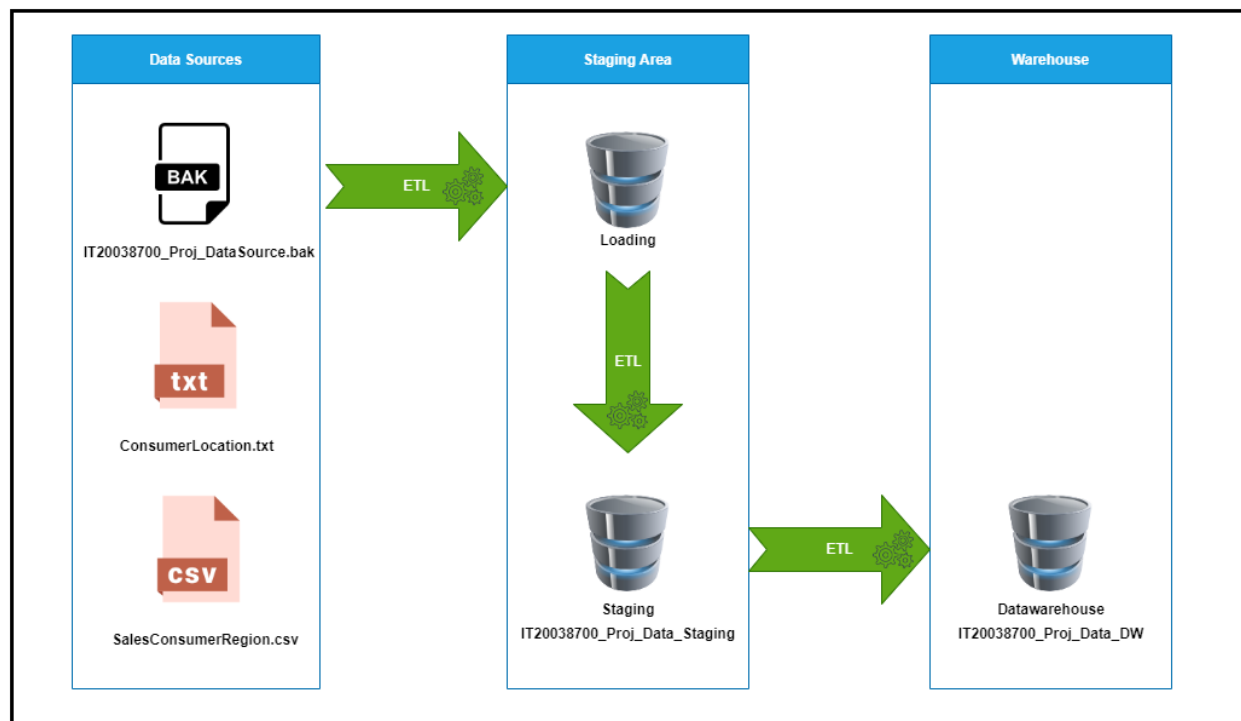 Data Sources
BAK
IT20038700_Proj_DataSource.bak
txt
ConsumerLocation.txt
csv
SalesConsumerRegion.csv
ETL
Staging Area
Loading
ETL
Staging
IT20038700_Proj_Data_Staging
ETL
Warehouse
Datawarehouse
IT20038700_Proj_Data_DW